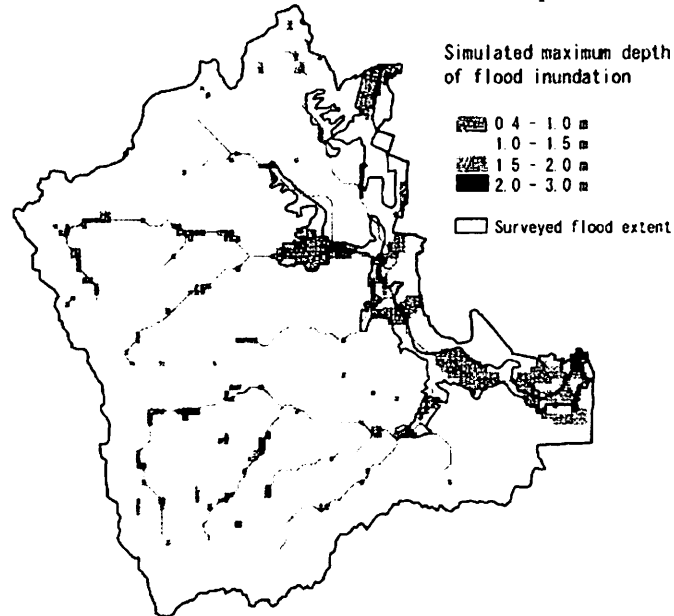 Simulated maximum depth
of flood inundation
0.4 - 1.0 m
1.0 - 1.5 m
1.5 - 2.0 m
2.0 - 3.0 m
Surveyed flood extent